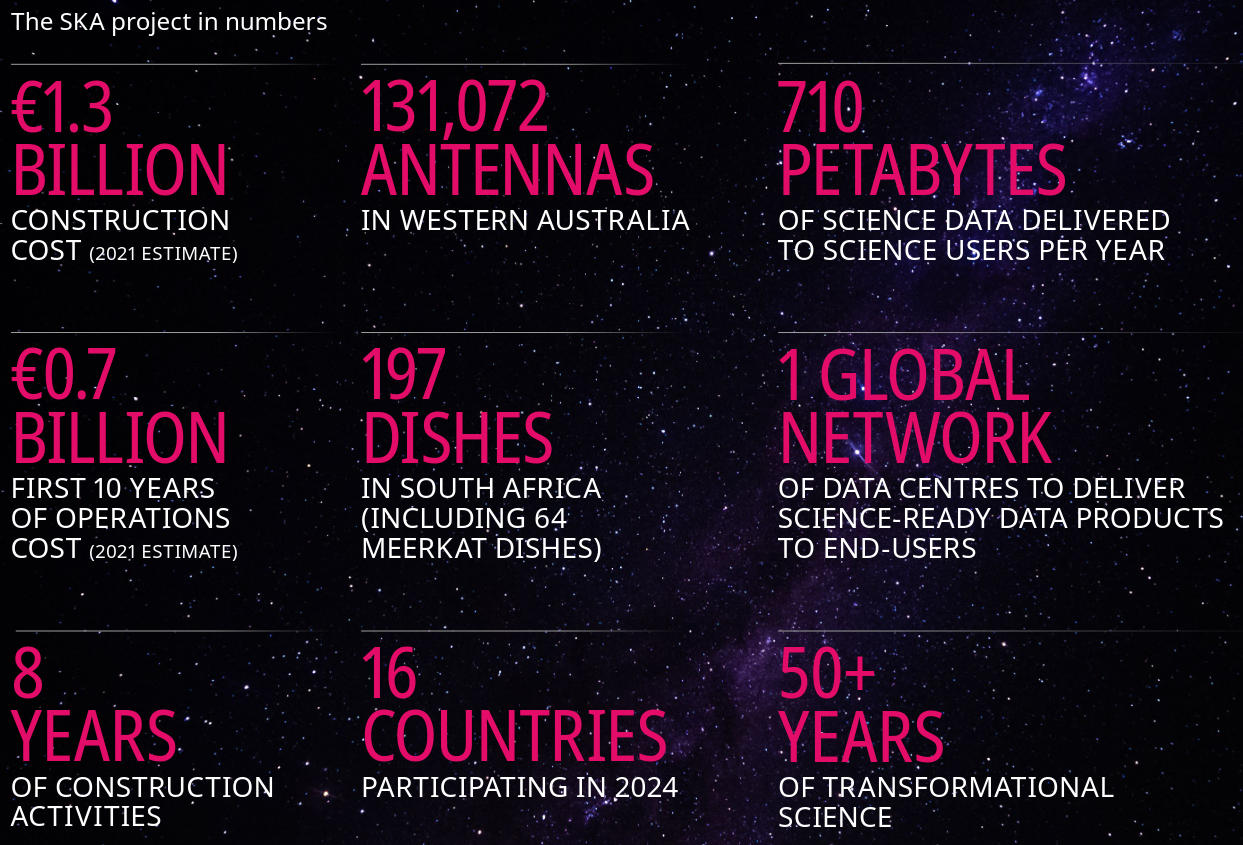 The SKA project in numbers
€1.3
BILLION
CONSTRUCTION
COST (2021 ESTIMATE)
131,072
ANTENNAS
IN WESTERN AUSTRALIA
710
PETABYTES
OF SCIENCE DATA DELIVERED
TO SCIENCE USERS PER YEAR
€0.7
BILLION
FIRST 10 YEARS
OF OPERATIONS
COST (2021 ESTIMATE)
197
DISHES
IN SOUTH AFRICA
(INCLUDING 64
MEERKAT DISHES)
1 GLOBAL
NETWORK
OF DATA CENTRES TO DELIVER
SCIENCE-READY DATA PRODUCTS
TO END-USERS
8
YEARS
OF CONSTRUCTION
ACTIVITIES
16
COUNTRIES
PARTICIPATING IN 2024
50+
YEARS
OF TRANSFORMATIONAL
SCIENCE